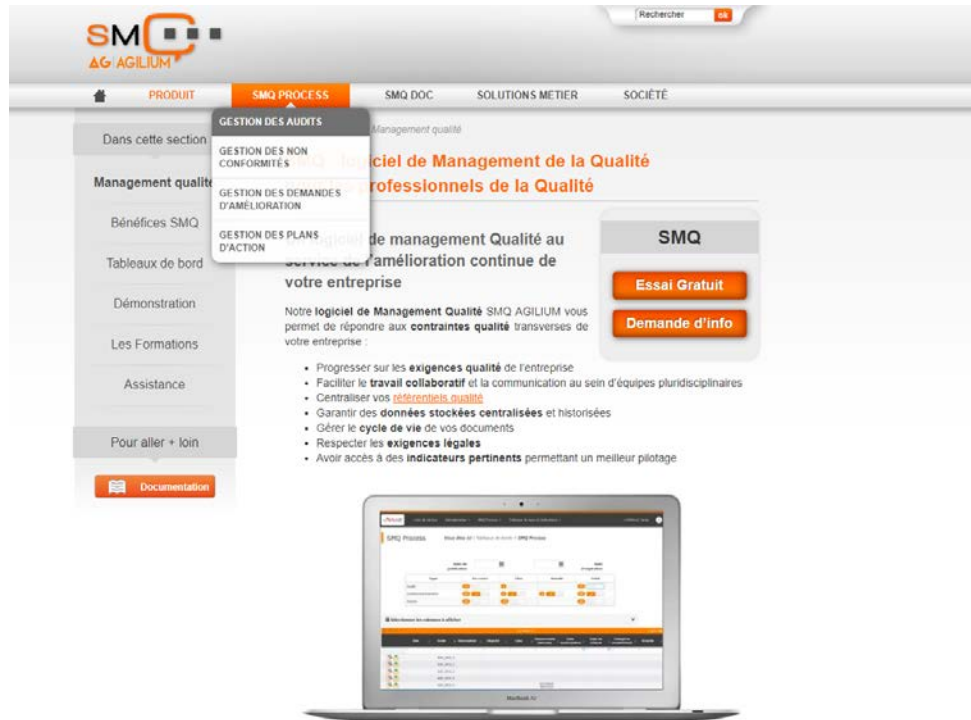 Rechercher
ok
SMQ
AG AGILIUM
PRODUIT
SMQ PROCESS
SMQ DOC
SOLUTIONS METIER
SOCIÉTÉ
GESTION DES AUDITS
GESTION DES NON
CONFORMITÉS
GESTION DES DEMANDES
D'AMÉLIORATION
GESTION DES PLANS
D'ACTION
Dans cette section
Management qualité
Bénéfices SMQ
Tableaux de bord
Démonstration
Les Formations
Assistance
Pour aller + loin
Documentation
Management qualité
logiciel de Management de la Qualité
professionnels de la Qualité
logiciel de management Qualité au
service de l'amélioration continue de
votre entreprise
Notre logiciel de Management Qualité SMQ AGILIUM vous
permet de répondre aux contraintes qualité transverses de
votre entreprise :
• Progresser sur les exigences qualité de l'entreprise
• Faciliter le travail collaboratif et la communication au sein d'équipes pluridisciplinaires
• Centraliser vos référentiels qualité
• Garantir des données stockées centralisées et historisées
• Gérer le cycle de vie de vos documents
• Respecter les exigences légales
• Avoir accès à des indicateurs pertinents permettant un meilleur pilotage
SMQ
Essai Gratuit
Demande d'info
SMQ Process
MacBook Air